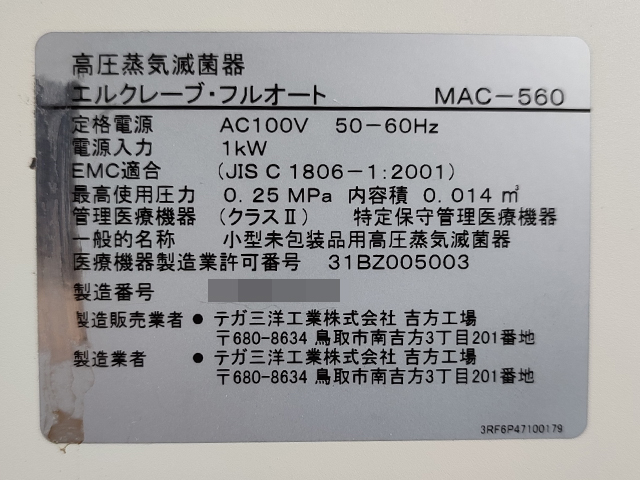 高圧蒸気滅菌器
エルクレーブ・フルオート MAC-560
定格電源 AC100V 50-60Hz
電源入力 1kW
EMC適合 (JIS C 1806-1:2001)
最高使用圧力 0.25 MPa 内容積 0.014 ㎥
管理医療機器 (クラスⅡ) 特定保守管理医療機器
一般的名称 小型未包装品用高圧蒸気滅菌器
医療機器製造業許可番号 31BZ005003
製造番号
製造販売業者 ● テガ三洋工業株式会社 吉方工場
〒680-8634 鳥取市南吉方3丁目201番地
製造業者 ● テガ三洋工業株式会社 吉方工場
〒680-8634 鳥取市南吉方3丁目201番地
3RF6P47100179